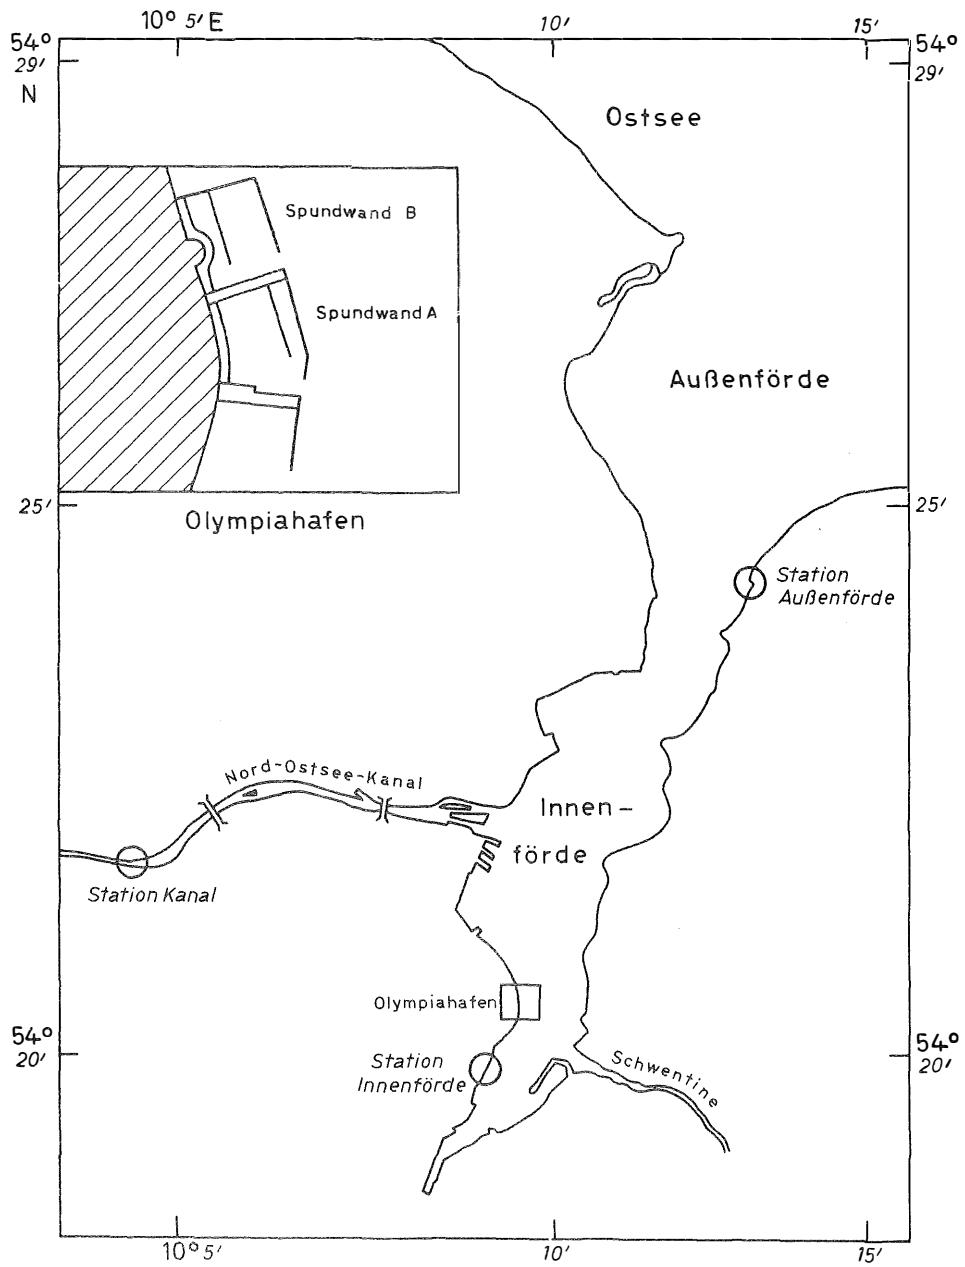 10° 5′ E
10′
15′
54°
29′
N
54°
29′
Ostsee
Spundwand B
Spundwand A
Außenförde
25′
25′
Olympiahafen
Station
Außenförde
Nord-Ostsee-Kanal
Innen-
förde
Station Kanal
Olympiahafen
54°
20′
54°
20′
Station
Innenförde
Schwentine
10° 5′
10′
15′